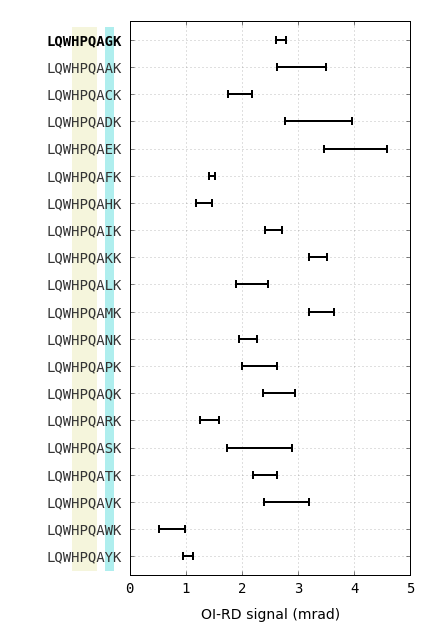 LQWHPQAGK
LQWHPQAAK
LQWHPQACK
LQWHPQADK
LQWHPQAEK
LQWHPQAFK
LQWHPQAHK
LQWHPQAIK
LQWHPQAKK
LQWHPQALK
LQWHPQAMK
LQWHPQANK
LQWHPQAPK
LQWHPQAQK
LQWHPQARK
LQWHPQASK
LQWHPQATK
LQWHPQAVK
LQWHPQAWK
LQWHPQAYK
0 1 2 3 4 5
OI-RD signal (mrad)